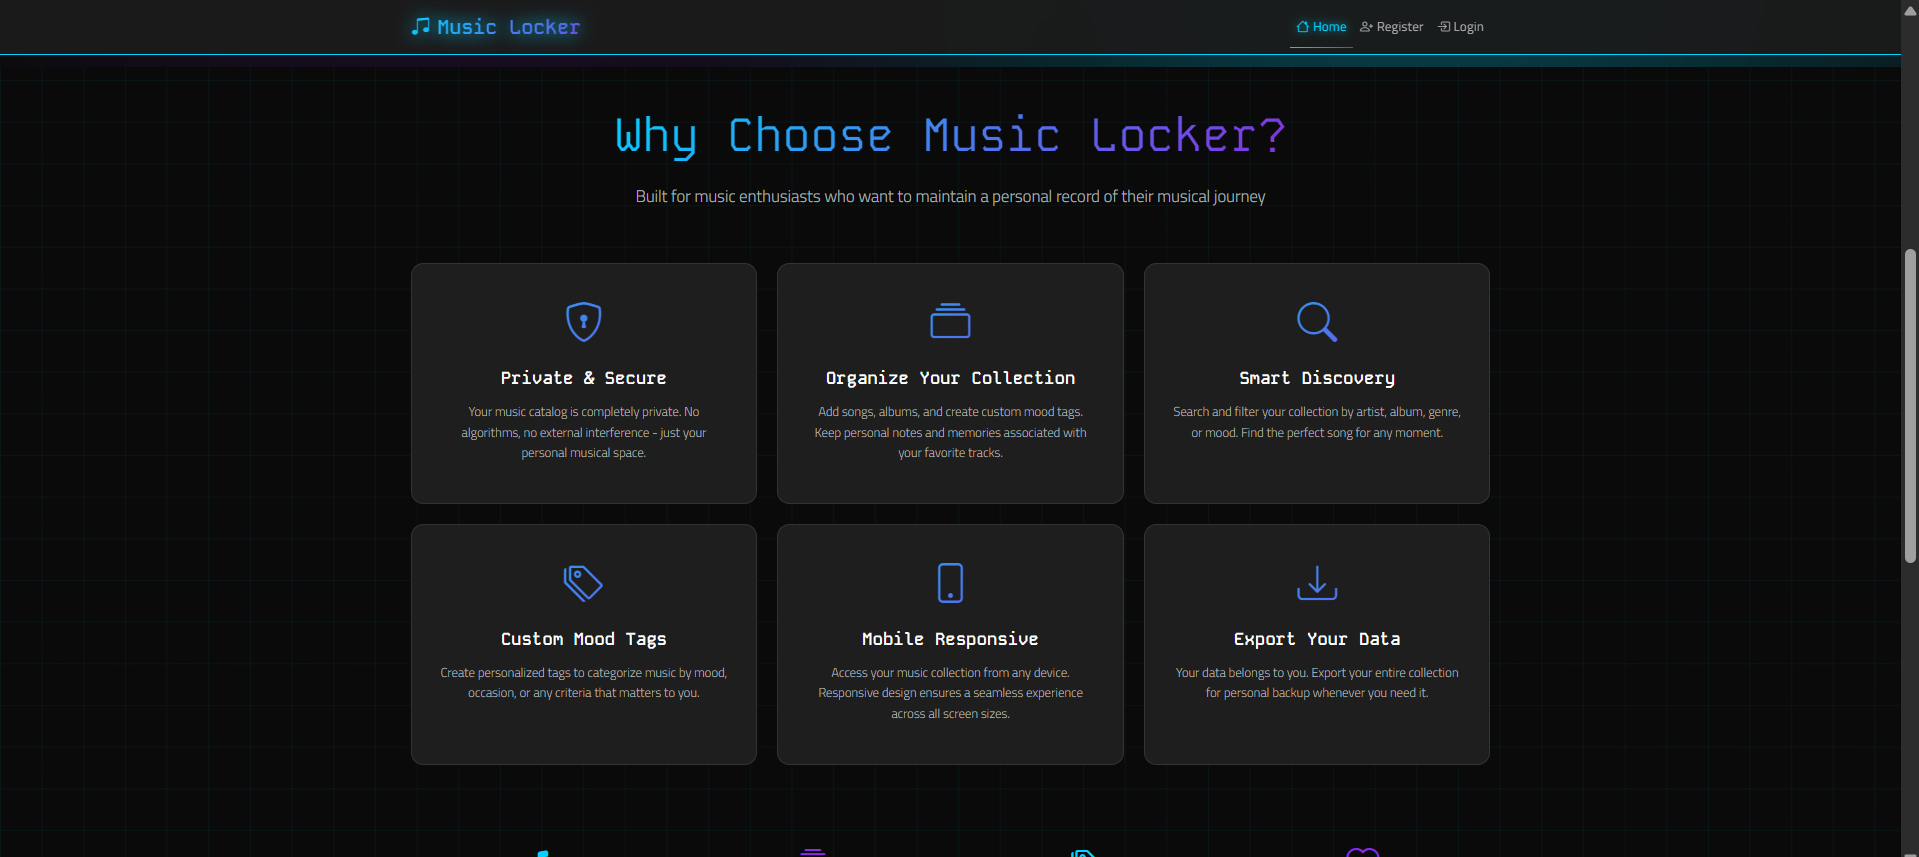 Music Locker
Home Register Login
Why Choose Music Locker?
Built for music enthusiasts who want to maintain a personal record of their musical journey
Private & Secure
Your music catalog is completely private. No
algorithms, no external interference - just your
personal musical space.
Organize Your Collection
Add songs, albums, and create custom mood tags.
Keep personal notes and memories associated with
your favorite tracks.
Smart Discovery
Search and filter your collection by artist, album, genre,
or mood. Find the perfect song for any moment.
Custom Mood Tags
Create personalized tags to categorize music by mood,
occasion, or any criteria that matters to you.
Mobile Responsive
Access your music collection from any device.
Responsive design ensures a seamless experience
across all screen sizes.
Export Your Data
Your data belongs to you. Export your entire collection
for personal backup whenever you need it.